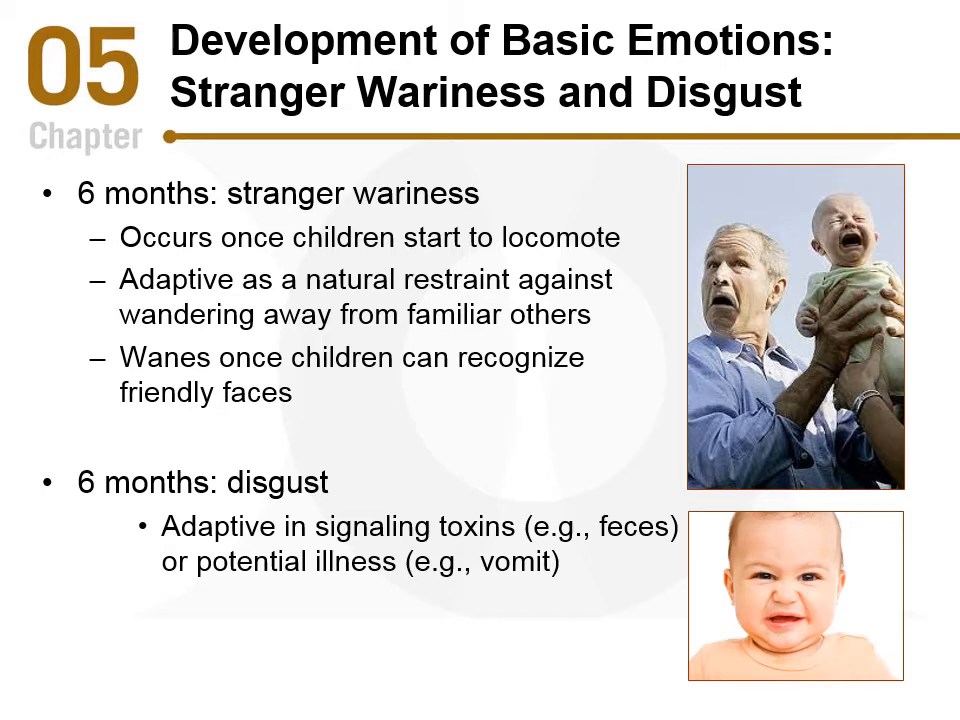 05
Chapter
Development of Basic Emotions:
Stranger Wariness and Disgust
• 6 months: stranger wariness
– Occurs once children start to locomote
– Adaptive as a natural restraint against
wandering away from familiar others
– Wanes once children can recognize
friendly faces
• 6 months: disgust
• Adaptive in signaling toxins (e.g., feces)
or potential illness (e.g., vomit)